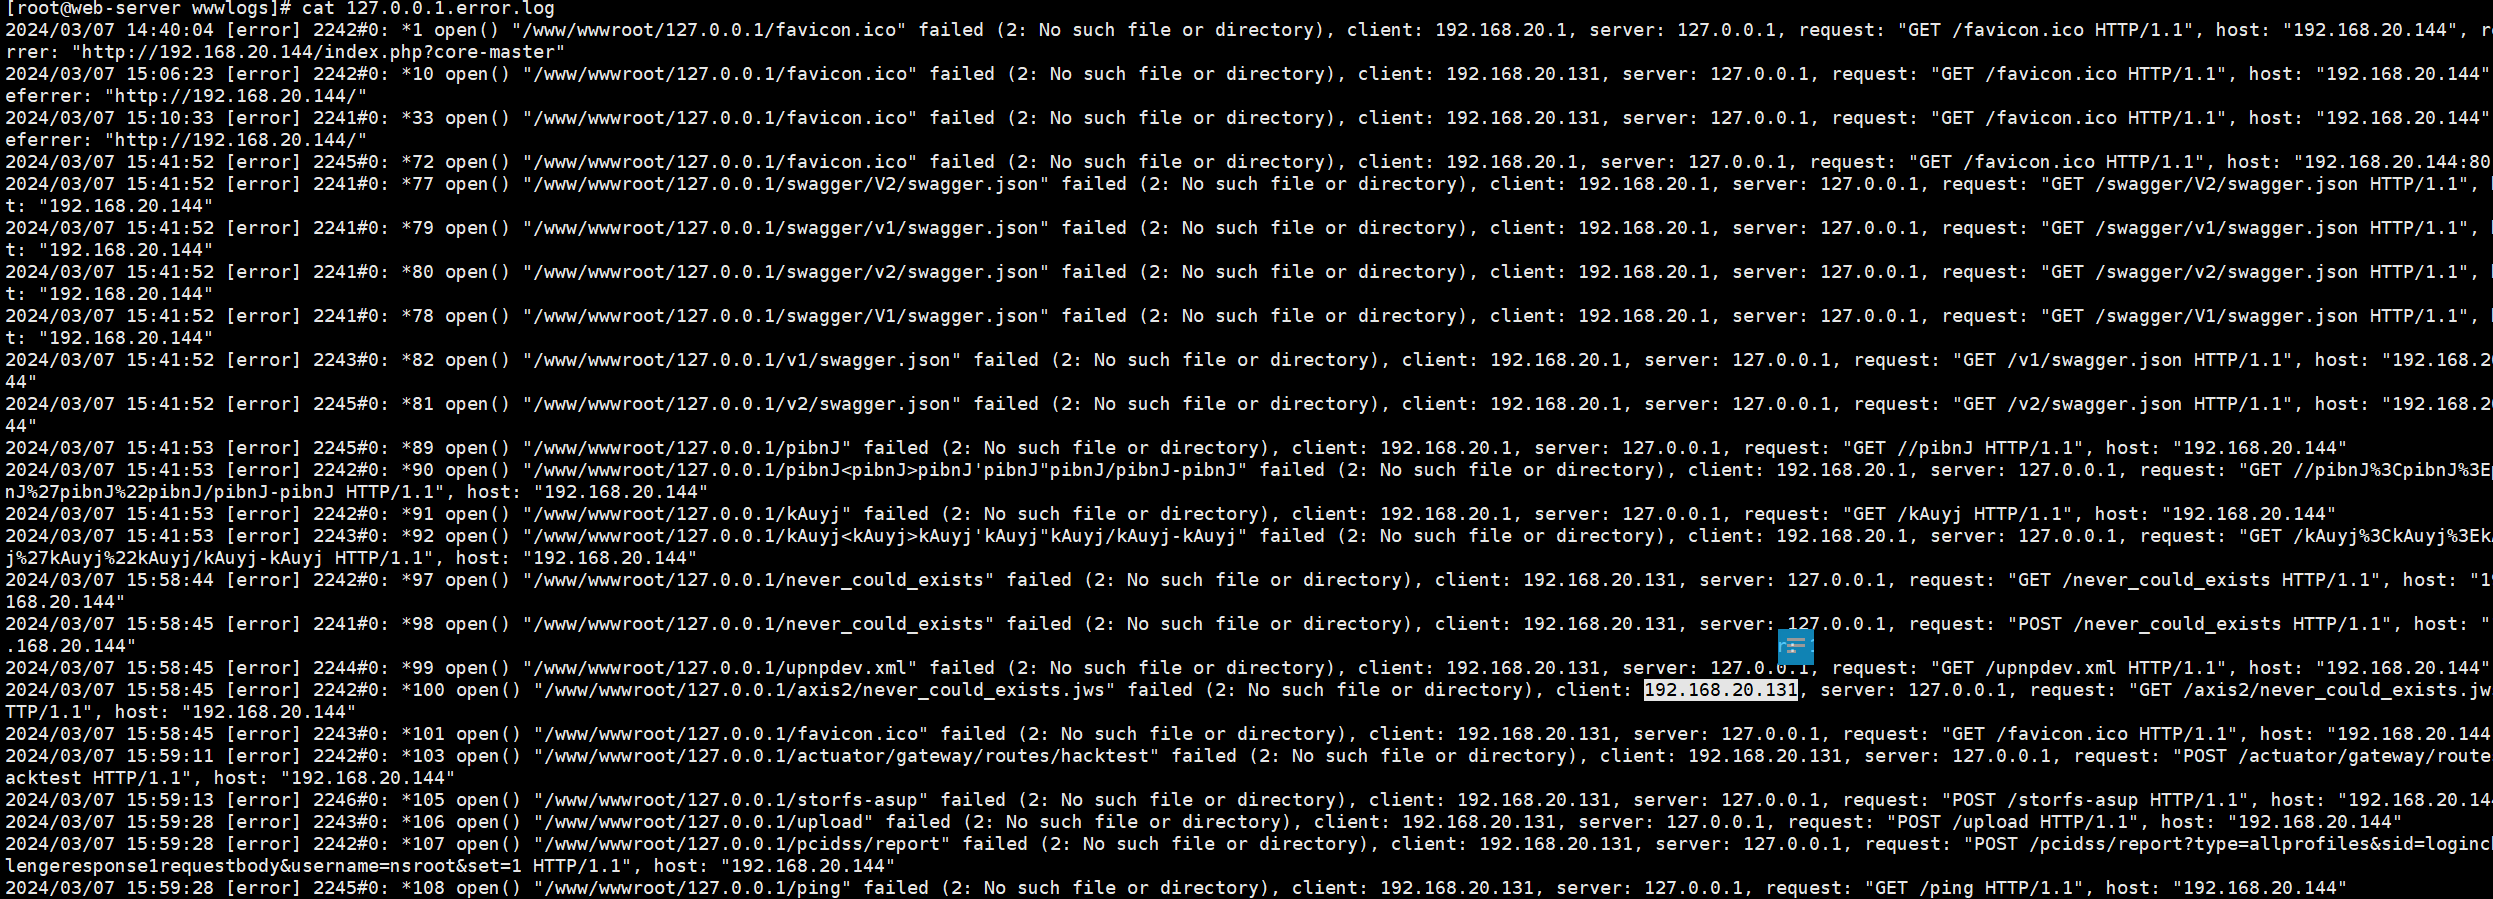 [root@web-server wwwlogs]# cat 127.0.0.1.error.log
2024/03/07 14:40:04 [error] 2242#0: *1 open() "/www/wwwroot/127.0.0.1/favicon.ico" failed (2: No such file or directory), client: 192.168.20.1, server: 127.0.0.1, request: "GET /favicon.ico HTTP/1.1", host: "192.168.20.144", r
rrer: "http://192.168.20.144/index.php?core-master"
2024/03/07 15:06:23 [error] 2242#0: *10 open() "/www/wwwroot/127.0.0.1/favicon.ico" failed (2: No such file or directory), client: 192.168.20.131, server: 127.0.0.1, request: "GET /favicon.ico HTTP/1.1", host: "192.168.20.144"
eferrer: "http://192.168.20.144/"
2024/03/07 15:10:33 [error] 2241#0: *33 open() "/www/wwwroot/127.0.0.1/favicon.ico" failed (2: No such file or directory), client: 192.168.20.131, server: 127.0.0.1, request: "GET /favicon.ico HTTP/1.1", host: "192.168.20.144"
eferrer: "http://192.168.20.144/"
2024/03/07 15:41:52 [error] 2245#0: *72 open() "/www/wwwroot/127.0.0.1/favicon.ico" failed (2: No such file or directory), client: 192.168.20.1, server: 127.0.0.1, request: "GET /favicon.ico HTTP/1.1", host: "192.168.20.144:80
2024/03/07 15:41:52 [error] 2241#0: *77 open() "/www/wwwroot/127.0.0.1/swagger/V2/swagger.json" failed (2: No such file or directory), client: 192.168.20.1, server: 127.0.0.1, request: "GET /swagger/V2/swagger.json HTTP/1.1",
t: "192.168.20.144"
2024/03/07 15:41:52 [error] 2241#0: *79 open() "/www/wwwroot/127.0.0.1/swagger/v1/swagger.json" failed (2: No such file or directory), client: 192.168.20.1, server: 127.0.0.1, request: "GET /swagger/v1/swagger.json HTTP/1.1",
t: "192.168.20.144"
2024/03/07 15:41:52 [error] 2241#0: *80 open() "/www/wwwroot/127.0.0.1/swagger/v2/swagger.json" failed (2: No such file or directory), client: 192.168.20.1, server: 127.0.0.1, request: "GET /swagger/v2/swagger.json HTTP/1.1",
t: "192.168.20.144"
2024/03/07 15:41:52 [error] 2241#0: *78 open() "/www/wwwroot/127.0.0.1/swagger/V1/swagger.json" failed (2: No such file or directory), client: 192.168.20.1, server: 127.0.0.1, request: "GET /swagger/V1/swagger.json HTTP/1.1",
t: "192.168.20.144"
2024/03/07 15:41:52 [error] 2243#0: *82 open() "/www/wwwroot/127.0.0.1/v1/swagger.json" failed (2: No such file or directory), client: 192.168.20.1, server: 127.0.0.1, request: "GET /v1/swagger.json HTTP/1.1", host: "192.168.2
44"
2024/03/07 15:41:52 [error] 2245#0: *81 open() "/www/wwwroot/127.0.0.1/v2/swagger.json" failed (2: No such file or directory), client: 192.168.20.1, server: 127.0.0.1, request: "GET /v2/swagger.json HTTP/1.1", host: "192.168.2
44"
2024/03/07 15:41:53 [error] 2245#0: *89 open() "/www/wwwroot/127.0.0.1/pibnJ" failed (2: No such file or directory), client: 192.168.20.1, server: 127.0.0.1, request: "GET //pibnJ HTTP/1.1", host: "192.168.20.144"
2024/03/07 15:41:53 [error] 2242#0: *90 open() "/www/wwwroot/127.0.0.1/pibnJ<pibnJ>pibnJ'pibnJ"pibnJ/pibnJ-pibnJ" failed (2: No such file or directory), client: 192.168.20.1, server: 127.0.0.1, request: "GET //pibnJ%3CpibnJ%3Ep
nJ%27pibnJ%22pibnJ/pibnJ-pibnJ HTTP/1.1", host: "192.168.20.144"
2024/03/07 15:41:53 [error] 2242#0: *91 open() "/www/wwwroot/127.0.0.1/kAuyj" failed (2: No such file or directory), client: 192.168.20.1, server: 127.0.0.1, request: "GET /kAuyj HTTP/1.1", host: "192.168.20.144"
2024/03/07 15:41:53 [error] 2243#0: *92 open() "/www/wwwroot/127.0.0.1/kAuyj<kAuyj>kAuyj'kAuyj"kAuyj/kAuyj-kAuyj" failed (2: No such file or directory), client: 192.168.20.1, server: 127.0.0.1, request: "GET /kAuyj%3CkAuyj%3Ek
j%27kAuyj%22kAuyj/kAuyj-kAuyj HTTP/1.1", host: "192.168.20.144"
2024/03/07 15:58:44 [error] 2242#0: *97 open() "/www/wwwroot/127.0.0.1/never_could_exists" failed (2: No such file or directory), client: 192.168.20.131, server: 127.0.0.1, request: "GET /never_could_exists HTTP/1.1", host: "1
168.20.144"
2024/03/07 15:58:45 [error] 2241#0: *98 open() "/www/wwwroot/127.0.0.1/never_could_exists" failed (2: No such file or directory), client: 192.168.20.131, server: 127.0.0.1, request: "POST /never_could_exists HTTP/1.1", host: "
.168.20.144"
2024/03/07 15:58:45 [error] 2244#0: *99 open() "/www/wwwroot/127.0.0.1/upnpdev.xml" failed (2: No such file or directory), client: 192.168.20.131, server: 127.0.0.1, request: "GET /upnpdev.xml HTTP/1.1", host: "192.168.20.144"
2024/03/07 15:58:45 [error] 2242#0: *100 open() "/www/wwwroot/127.0.0.1/axis2/never_could_exists.jws" failed (2: No such file or directory), client: 192.168.20.131, server: 127.0.0.1, request: "GET /axis2/never_could_exists.jw
TTP/1.1", host: "192.168.20.144"
2024/03/07 15:58:45 [error] 2243#0: *101 open() "/www/wwwroot/127.0.0.1/favicon.ico" failed (2: No such file or directory), client: 192.168.20.131, server: 127.0.0.1, request: "GET /favicon.ico HTTP/1.1", host: "192.168.20.144
2024/03/07 15:59:11 [error] 2242#0: *103 open() "/www/wwwroot/127.0.0.1/actuator/gateway/routes/hacktest" failed (2: No such file or directory), client: 192.168.20.131, server: 127.0.0.1, request: "POST /actuator/gateway/route
acktest HTTP/1.1", host: "192.168.20.144"
2024/03/07 15:59:13 [error] 2246#0: *105 open() "/www/wwwroot/127.0.0.1/storfs-asup" failed (2: No such file or directory), client: 192.168.20.131, server: 127.0.0.1, request: "POST /storfs-asup HTTP/1.1", host: "192.168.20.14
2024/03/07 15:59:28 [error] 2243#0: *106 open() "/www/wwwroot/127.0.0.1/upload" failed (2: No such file or directory), client: 192.168.20.131, server: 127.0.0.1, request: "POST /upload HTTP/1.1", host: "192.168.20.144"
2024/03/07 15:59:28 [error] 2242#0: *107 open() "/www/wwwroot/127.0.0.1/pcidss/report" failed (2: No such file or directory), client: 192.168.20.131, server: 127.0.0.1, request: "POST /pcidss/report?type=allprofiles&sid=loginc
lengeresponse1requestbody&username=nsroot&set=1 HTTP/1.1", host: "192.168.20.144"
2024/03/07 15:59:28 [error] 2245#0: *108 open() "/www/wwwroot/127.0.0.1/ping" failed (2: No such file or directory), client: 192.168.20.131, server: 127.0.0.1, request: "GET /ping HTTP/1.1", host: "192.168.20.144"